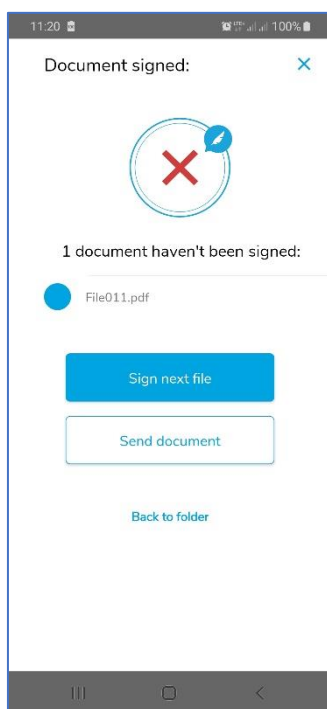 11:20
100%
Document signed:
1 document haven't been signed:
File011.pdf
Sign next file
Send document
Back to folder